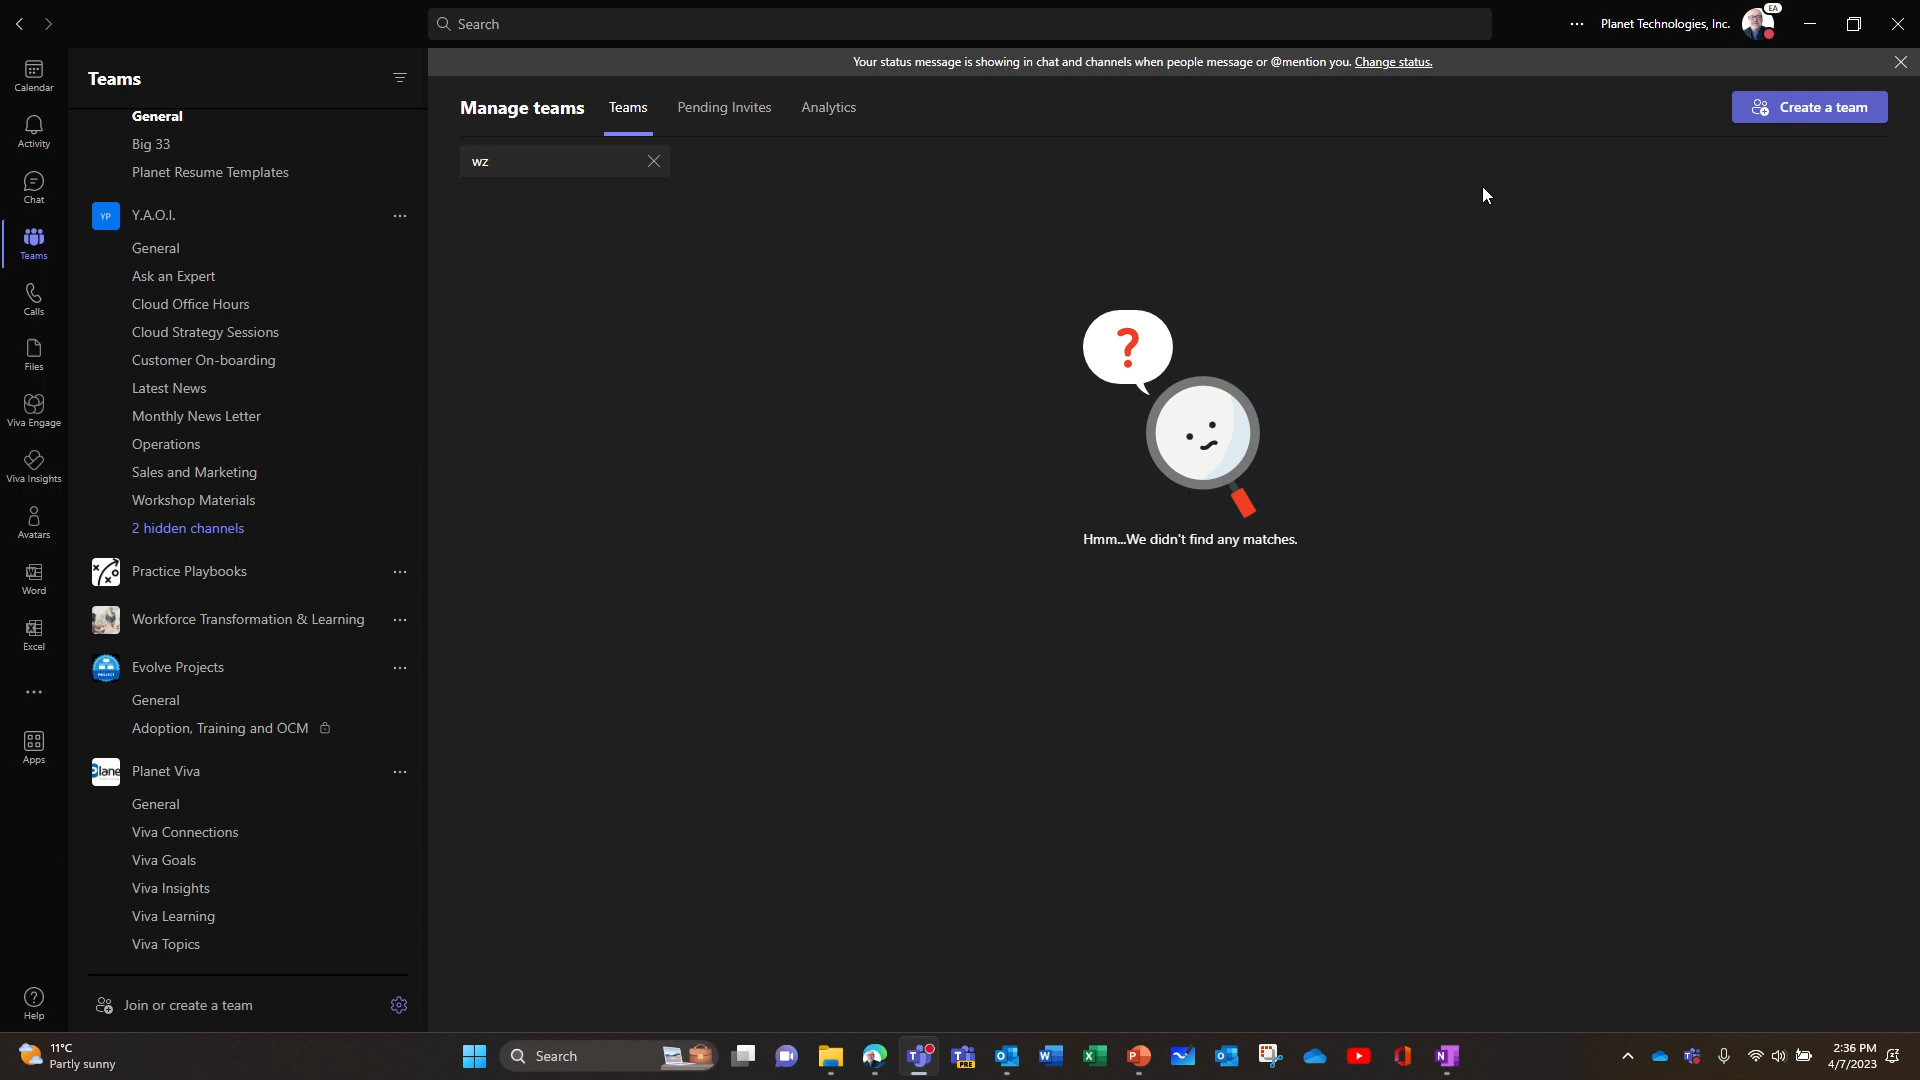 Search
Planet Technologies, Inc.
EA
Your status message is showing in chat and channels when people message or @mention you. Change status.
Calendar
Activity
Chat
Teams
Calls
Files
Viva Engage
Viva Insights
Avatars
Word
Excel
Apps
Help
Teams
General
Big 33
Planet Resume Templates
YP
Y.A.O.I.
General
Ask an Expert
Cloud Office Hours
Cloud Strategy Sessions
Customer On-boarding
Latest News
Monthly News Letter
Operations
Sales and Marketing
Workshop Materials
2 hidden channels
Practice Playbooks
Workforce Transformation & Learning
PROJECT
Evolve Projects
General
Adoption, Training and OCM
Plane
Planet Viva
General
Viva Connections
Viva Goals
Viva Insights
Viva Learning
Viva Topics
Join or create a team
Manage teams
Teams
Pending Invites
Analytics
Create a team
wz
?
Hmm...We didn't find any matches.
11°C
Partly sunny
Search
PRE
2:36 PM
4/7/2023